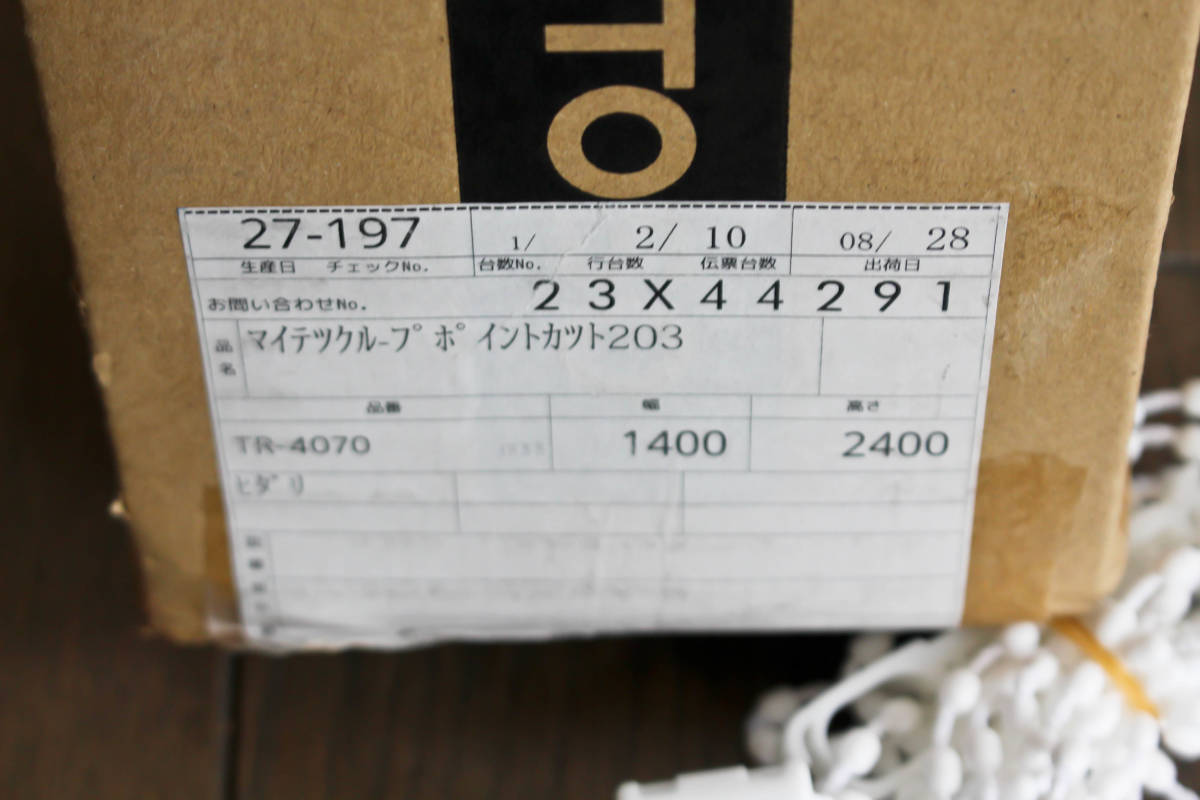 TO
27-197 1/ 2/ 10 08/ 28
生産日 チェックNo. 台数No. 行台数 伝票台数 出荷日
お問い合わせNo. 23X44291
品名 マイテツクループ ポイントカツト203
品番 幅 高さ
TR-4070 1400 2400
ヒダリ